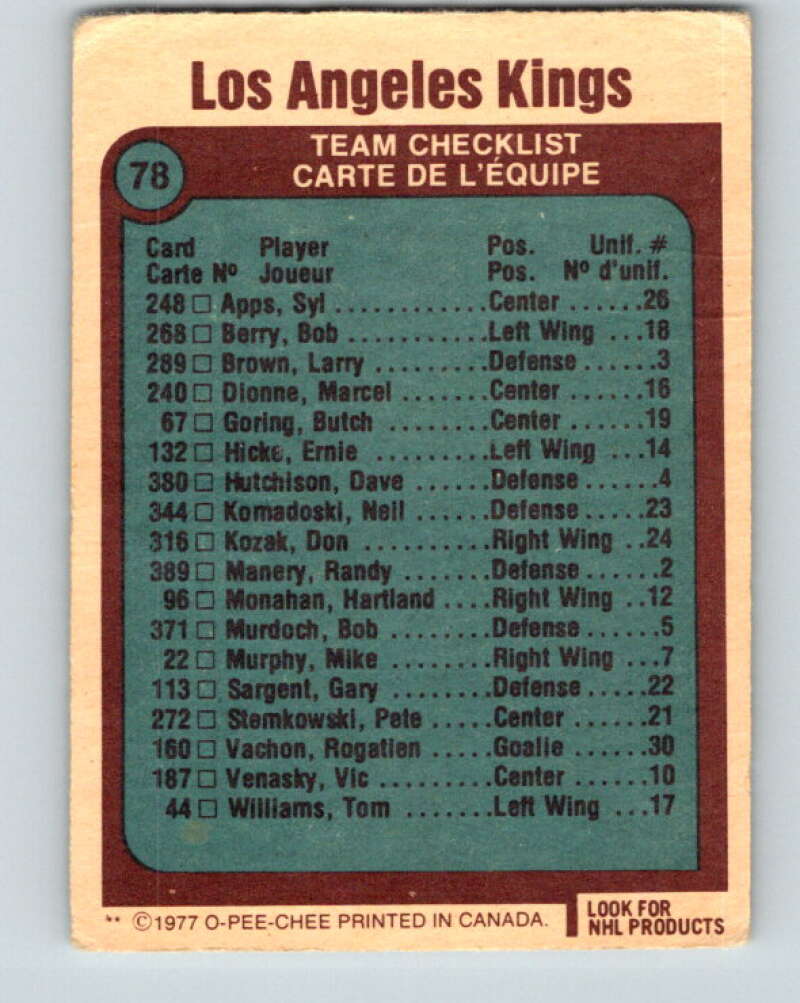 Los Angeles Kings
78
TEAM CHECKLIST
CARTE DE L'ÉQUIPE
Card Player Pos. Unif. #
Carte Nº Joueur Pos. Nº d'unif.
248 □ Apps, Syl ............Center ......26
268 □ Berry, Bob ...........Left Wing ...18
289 □ Brown, Larry .........Defense ......3
240 □ Dionne, Marcel .......Center ......16
67 □ Goring, Butch ........Center ......19
132 □ Hicke, Ernie .........Left Wing ...14
380 □ Hutchison, Dave ......Defense ......4
344 □ Komadoski, Neil ......Defense .....23
316 □ Kozak, Don ..........Right Wing ..24
389 □ Manery, Randy .......Defense ......2
96 □ Monahan, Hartland ....Right Wing ..12
371 □ Murdoch, Bob ........Defense ......5
22 □ Murphy, Mike ........Right Wing ...7
113 □ Sargent, Gary ........Defense .....22
272 □ Stemkowski, Pete .....Center ......21
160 □ Vachon, Rogatien .....Goalie ......30
187 □ Venasky, Vic .........Center ......10
44 □ Williams, Tom .......Left Wing ...17
** ©1977 O-PEE-CHEE PRINTED IN CANADA.
LOOK FOR
NHL PRODUCTS